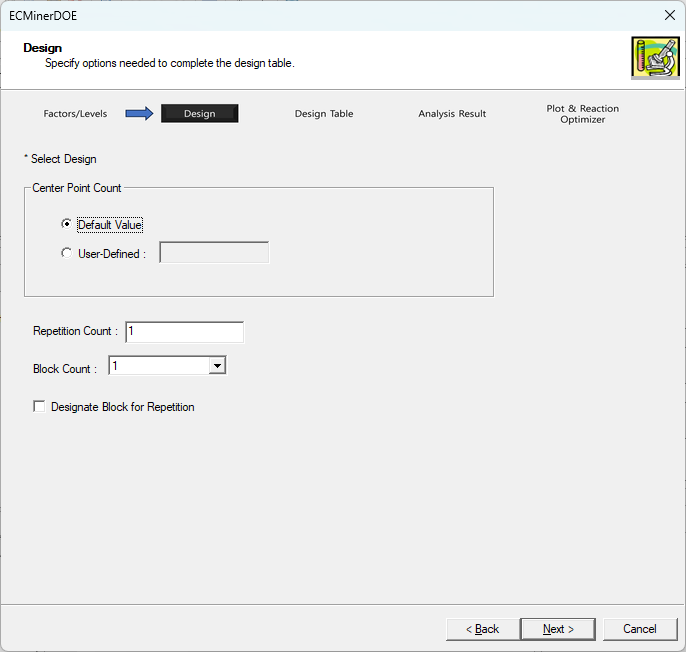 ECMinerDOE
Design
Specify options needed to complete the design table.
Factors/Levels
Design
Design Table
Analysis Result
Plot & Reaction
Optimizer
* Select Design
Center Point Count
Default Value
User-Defined :
Repetition Count : 1
Block Count : 1
Designate Block for Repetition
< Back
Next >
Cancel